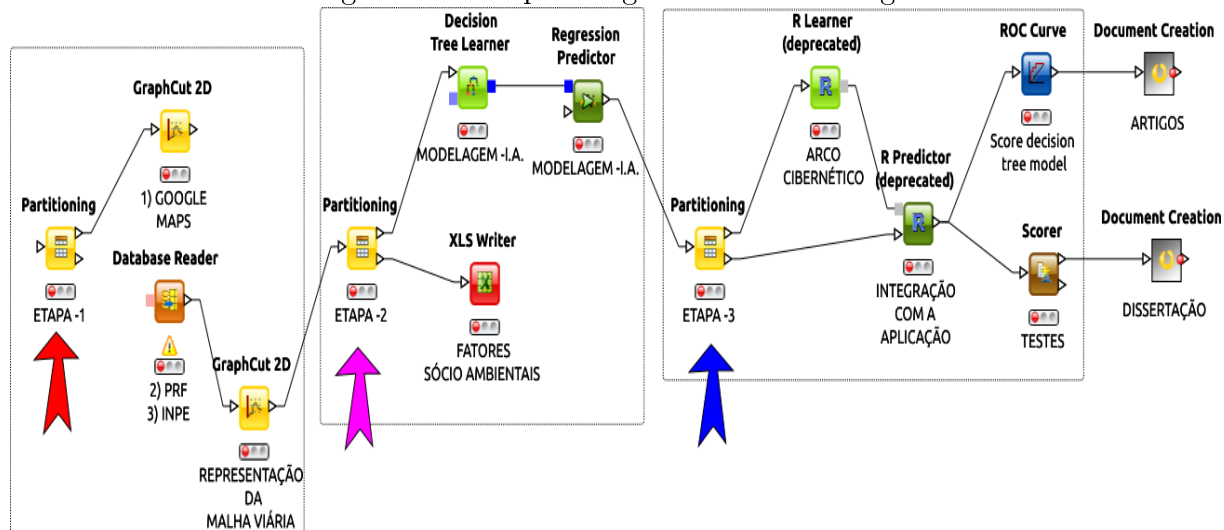 GraphCut 2D
1) GOOGLE
MAPS
Partitioning
ETAPA -1
Database Reader
2) PRF
3) INPE
GraphCut 2D
REPRESENTAÇÃO
DA
MALHA VIÁRIA
Decision
Tree Learner
MODELAGEM -I.A.
Regression
Predictor
MODELAGEM -I.A.
Partitioning
ETAPA -2
XLS Writer
FATORES
SÓCIO AMBIENTAIS
R Learner
(deprecated)
R
ARCO
CIBERNÉTICO
Partitioning
ETAPA -3
R Predictor
(deprecated)
R
INTEGRAÇÃO
COM A
APLICAÇÃO
ROC Curve
Score decision
tree model
Scorer
TESTES
Document Creation
ARTIGOS
Document Creation
DISSERTAÇÃO